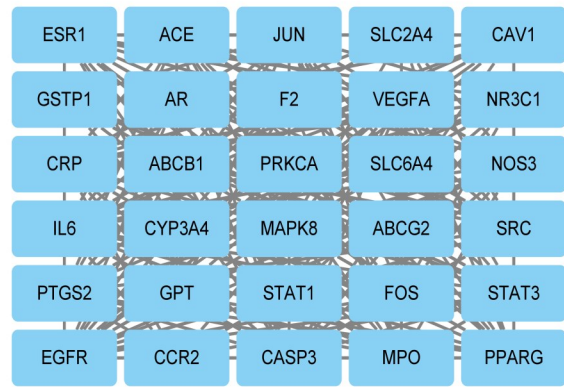 ESR1 ACE JUN SLC2A4 CAV1
GSTP1 AR F2 VEGFA NR3C1
CRP ABCB1 PRKCA SLC6A4 NOS3
IL6 CYP3A4 MAPK8 ABCG2 SRC
PTGS2 GPT STAT1 FOS STAT3
EGFR CCR2 CASP3 MPO PPARG